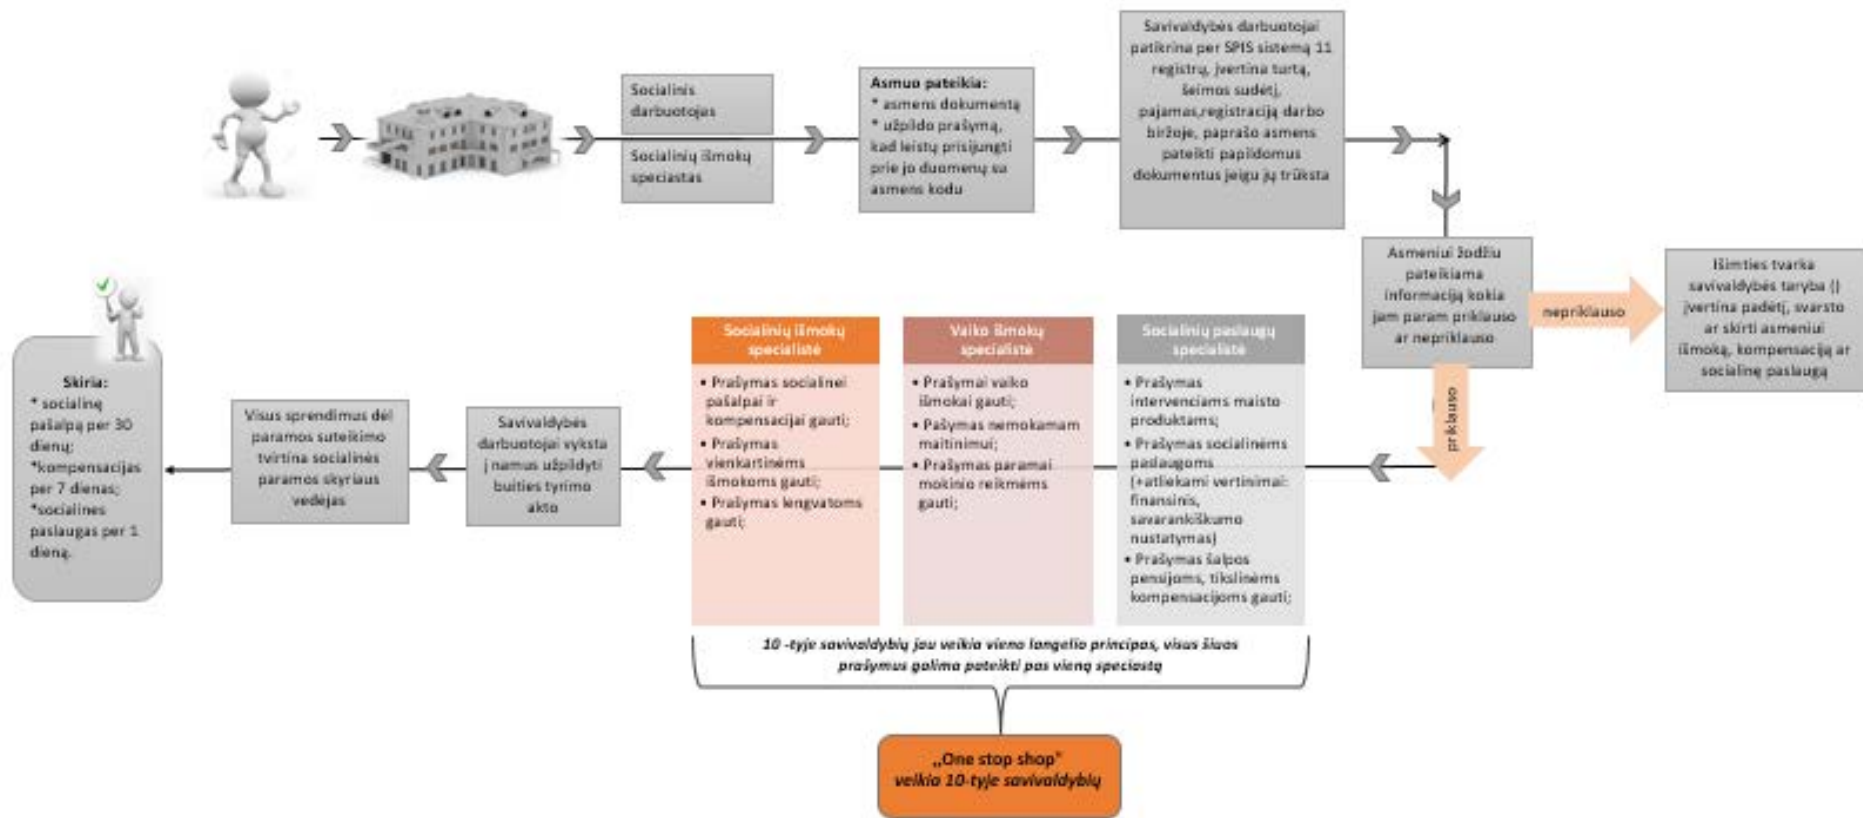 Socialinis
darbuotojas
Socialinių išmokų
speciastas
Asmuo pateikia:
* asmens dokumentą
* užpildo prašymą,
kad leistų prisijungti
prie jo duomenų su
asmens kodu
Savivaldybės darbuotojai
patikrina per SPIS sistemą 11
registrų, įvertina turtą,
šeimos sudėtį,
pajamas,registraciją darbo
biržoje, paprašo asmens
pateikti papildomus
dokumentus jeigu jų trūksta
Asmeniui žodžiu
pateikiama
informaciją kokia
jam param priklauso
ar nepriklauso
nepriklauso
Išimties tvarka
savivaldybės taryba ()
įvertina padėtį, svarsto
ar skirti asmeniui
išmoką, kompensaciją ar
socialinę paslaugą
priklauso
Socialinių paslaugų
specialistė
• Prašymas
intervenciams maisto
produktams;
• Prašymas socialinėms
paslaugoms
(+atliekami vertinimai:
finansinis,
savarankiškumo
nustatymas)
• Prašymas šalpos
pensijoms, tikslinėms
kompensacijoms gauti;
Vaiko išmokų
specialistė
• Prašymai vaiko
išmokai gauti;
• Pašymas nemokamam
maitinimui;
• Prašymas paramai
mokinio reikmėms
gauti;
Socialinių išmokų
specialistė
• Prašymas socialinei
pašalpai ir
kompensacijai gauti;
• Prašymas
vienkartinėms
išmokoms gauti;
• Prašymas lengvatoms
gauti;
Savivaldybės
darbuotojai vyksta
į namus užpildyti
buities tyrimo
akto
Visus sprendimus dėl
paramos suteikimo
tvirtina socialinės
paramos skyriaus
vedėjas
Skiria:
* socialinę
pašalpą per 30
dienų;
*kompensacijas
per 7 dienas;
*socialines
paslaugas per 1
dieną.
10 -tyje savivaldybių jau veikia vieno langelio principas, visus šiuos
prašymus galima pateikti pas vieną speciastą
„One stop shop"
veikia 10-tyje savivaldybių